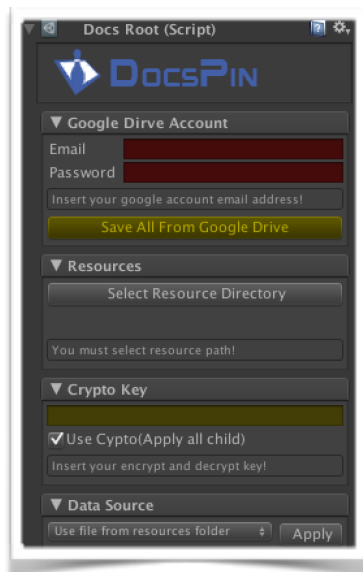 Docs Root (Script)
DOCSPIN
Google Dirve Account
Email
Password
Insert your google account email address!
Save All From Google Drive
Resources
Select Resource Directory
You must select resource path!
Crypto Key
Use Cypto(Apply all child)
Insert your encrypt and decrypt key!
Data Source
Use file from resources folder Apply